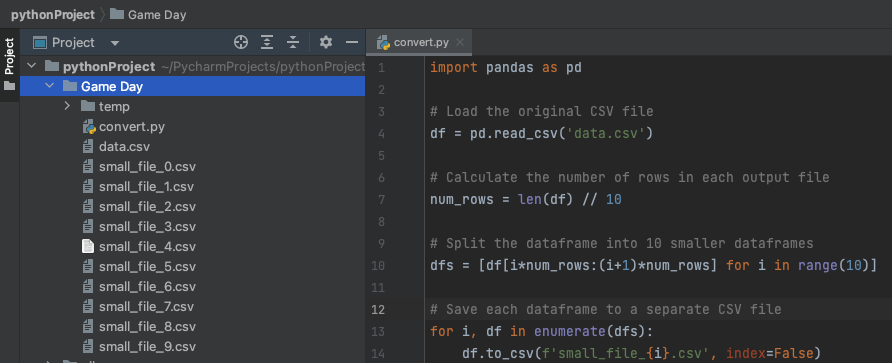 pythonProject Game Day
Project
Project
pythonProject ~/PycharmProjects/pythonProject
Game Day
temp
convert.py
data.csv
small_file_0.csv
small_file_1.csv
small_file_2.csv
small_file_3.csv
small_file_4.csv
small_file_5.csv
small_file_6.csv
small_file_7.csv
small_file_8.csv
small_file_9.csv
convert.py
1 import pandas as pd
2
3 # Load the original CSV file
4 df = pd.read_csv('data.csv')
5
6 # Calculate the number of rows in each output file
7 num_rows = len(df) // 10
8
9 # Split the dataframe into 10 smaller dataframes
10 dfs = [df[i*num_rows:(i+1)*num_rows] for i in range(10)]
11
12 # Save each dataframe to a separate CSV file
13 for i, df in enumerate(dfs):
14 df.to_csv(f'small_file_{i}.csv', index=False)